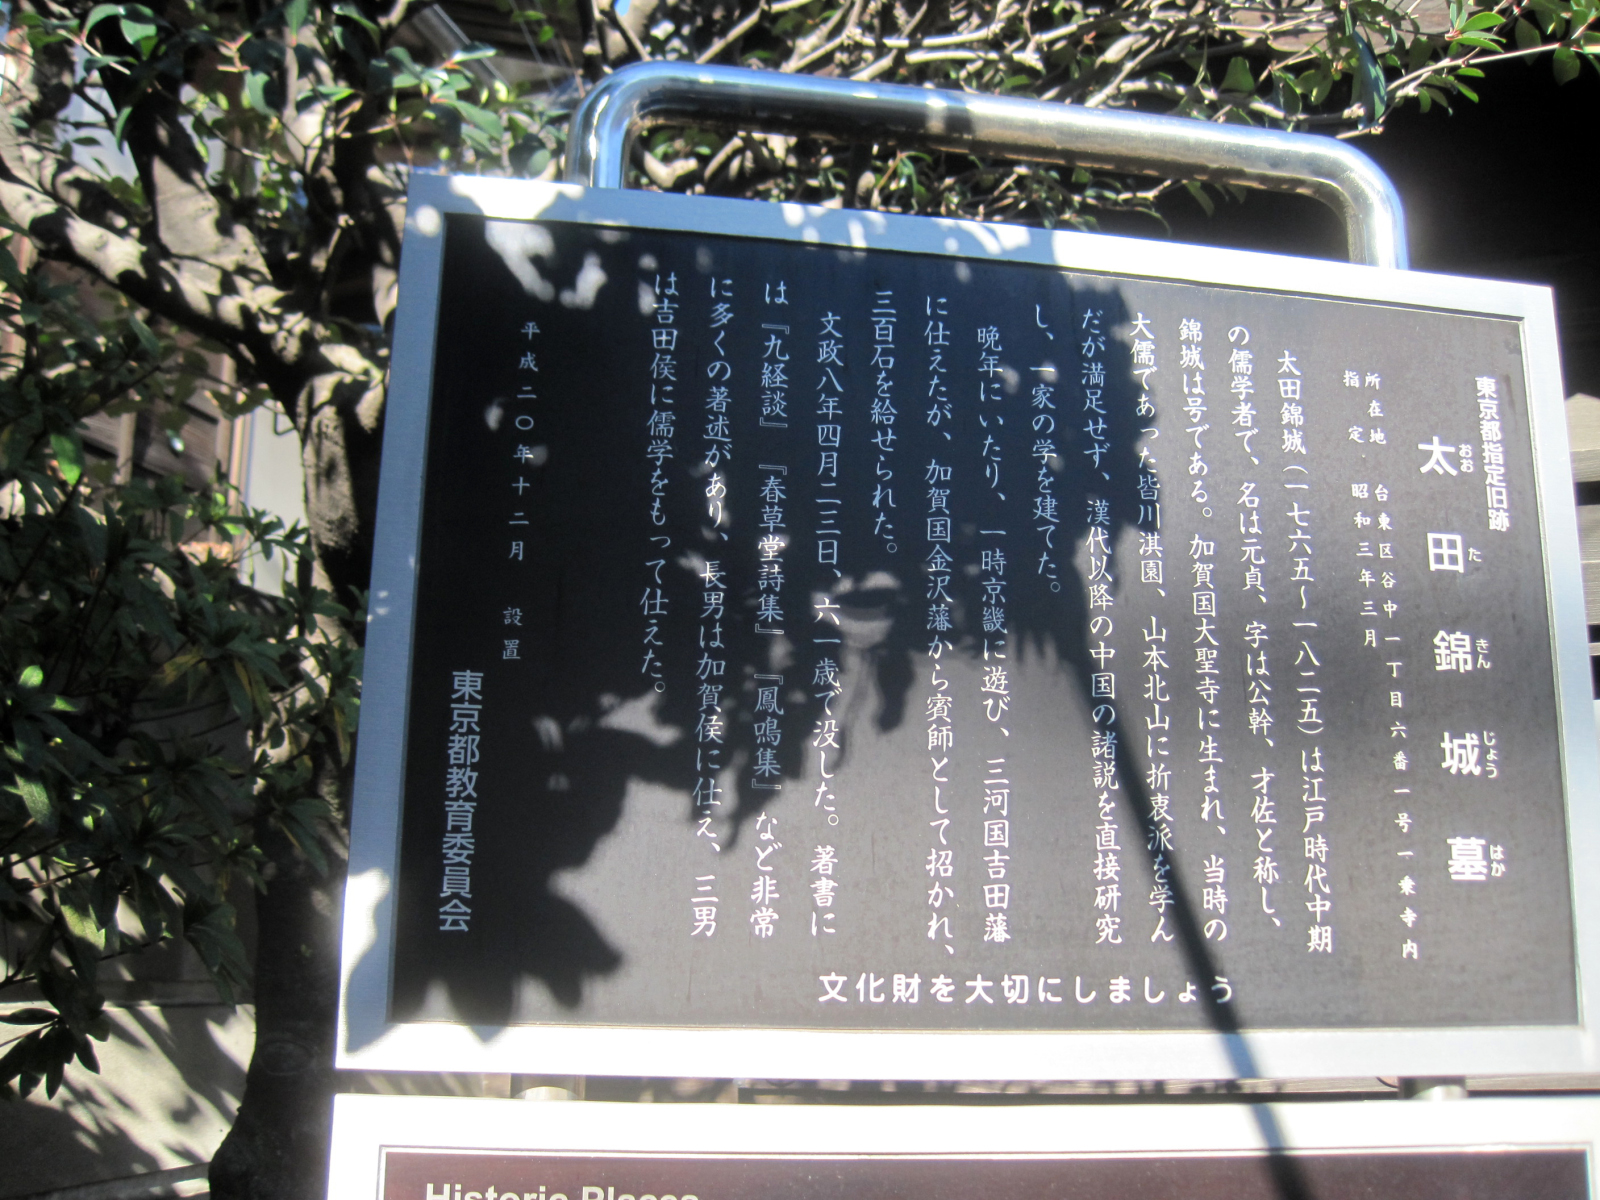 東京都指定旧跡
太田錦城墓
おおたきんじょうはか
所在地 台東区谷中一丁目六番一号一乗寺内
指定 昭和三年三月
太田錦城(一七六五~一八二五)は江戸時代中期
の儒学者で、名は元貞、字は公幹、才佐と称し、
錦城は号である。加賀国大聖寺に生まれ、当時の
大儒であった皆川淇園、山本北山に折衷派を学ん
だが満足せず、漢代以降の中国の諸説を直接研究
し、一家の学を建てた。
晩年にいたり、一時京畿に遊び、三河国吉田藩
に仕えたが、加賀国金沢藩から賓師として招かれ、
三百石を給せられた。
文政八年四月二三日、六一歳で没した。著書に
は『九経談』『春草堂詩集』『鳳鳴集』など非常
に多くの著述があり、長男は加賀侯に仕え、三男
は吉田侯に儒学をもって仕えた。
平成二〇年十二月 設置
東京都教育委員会
文化財を大切にしましょう
Historic Places